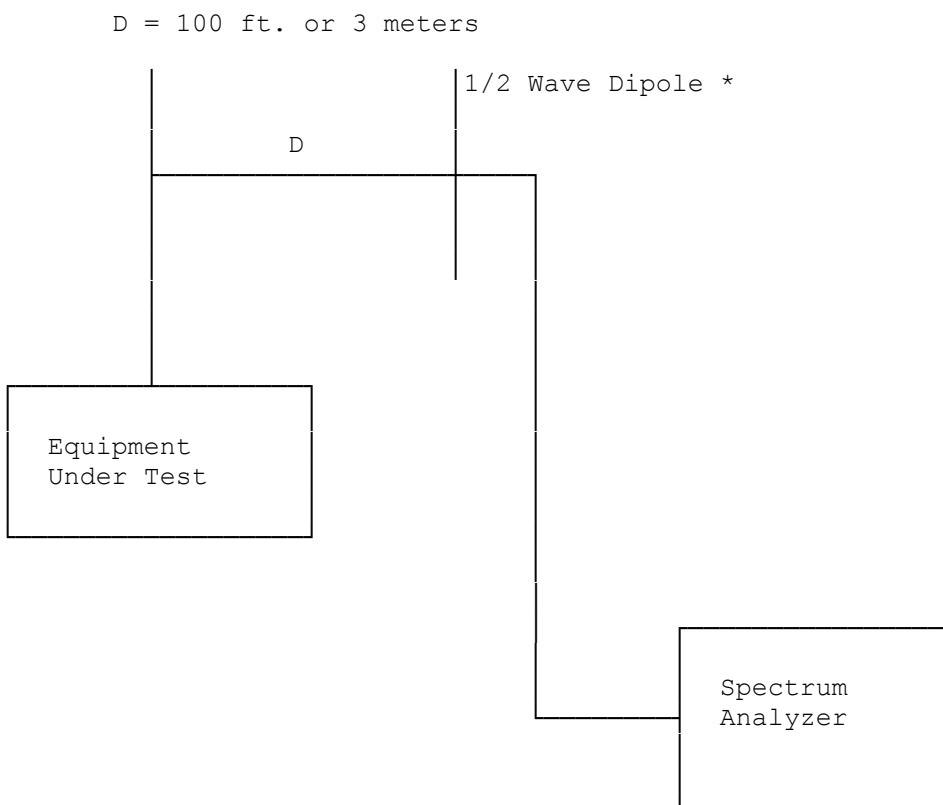 D = 100 ft. or 3 meters
1/2 Wave Dipole *
D
Equipment
Under Test
Spectrum
Analyzer